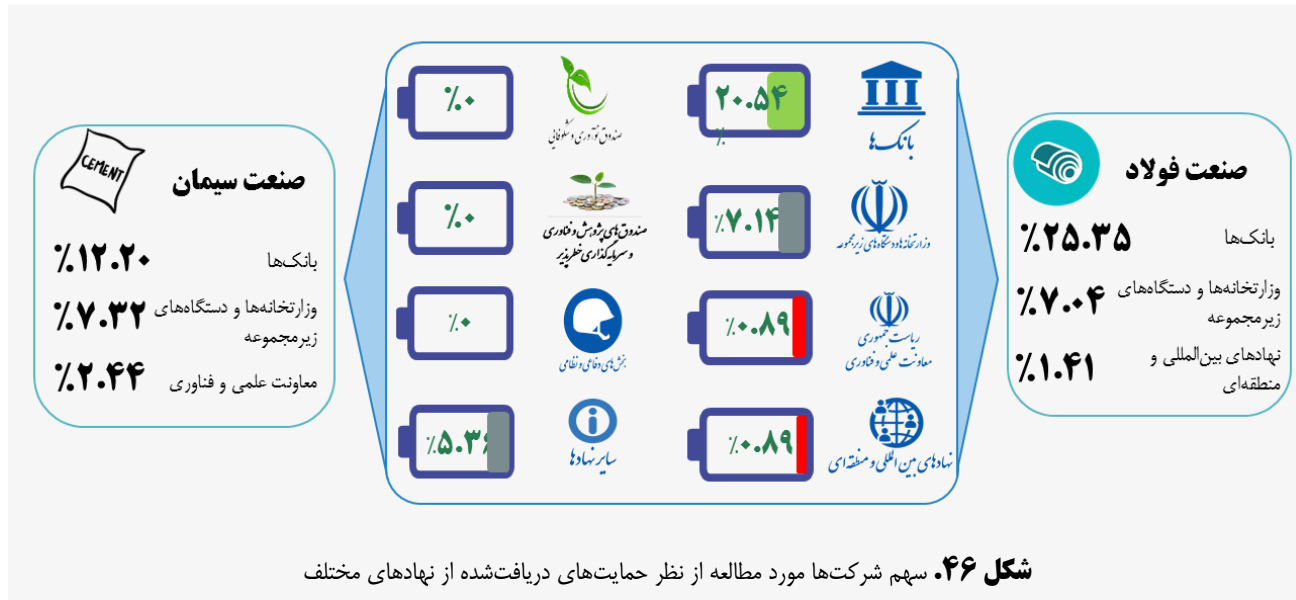 صنعت فولاد
بانک‌ها ٪۲۵.۳۵
وزارتخانه‌ها و دستگاه‌های
زیرمجموعه ٪۷.۰۴
نهادهای بین‌المللی و
منطقه‌ای ٪۱.۴۱
بانک‌ها
۲۰.۵۴
٪
وزارتخانه‌ها و دستگاه‌های زیرمجموعه
٪۷.۱۴
ریاست جمهوری
معاونت علمی و فناوری
٪۰.۸۹
نهادهای بین المللی و منطقه ای
٪۰.۸۹
صندوق نوآوری و شکوفایی
٪۰
صندوق‌های پژوهش و فناوری
و سرمایه گذاری خطرپذیر
٪۰
بخش‌های دفاعی و نظامی
٪۰
سایر نهادها
٪۵.۳۶
CEMENT
صنعت سیمان
بانک‌ها ٪۱۲.۲۰
وزارتخانه‌ها و دستگاه‌های
زیرمجموعه ٪۷.۳۲
معاونت علمی و فناوری ٪۲.۴۴
شکل ۴۶. سهم شرکت‌ها مورد مطالعه از نظر حمایت‌های دریافت‌شده از نهادهای مختلف